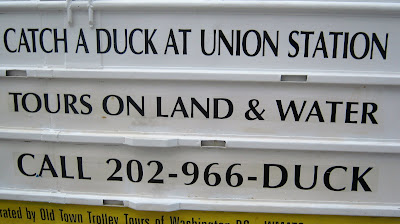 CATCH A DUCK AT UNION STATION
TOURS ON LAND & WATER
CALL 202-966-DUCK
by Old Town Trolley Tours of Washington